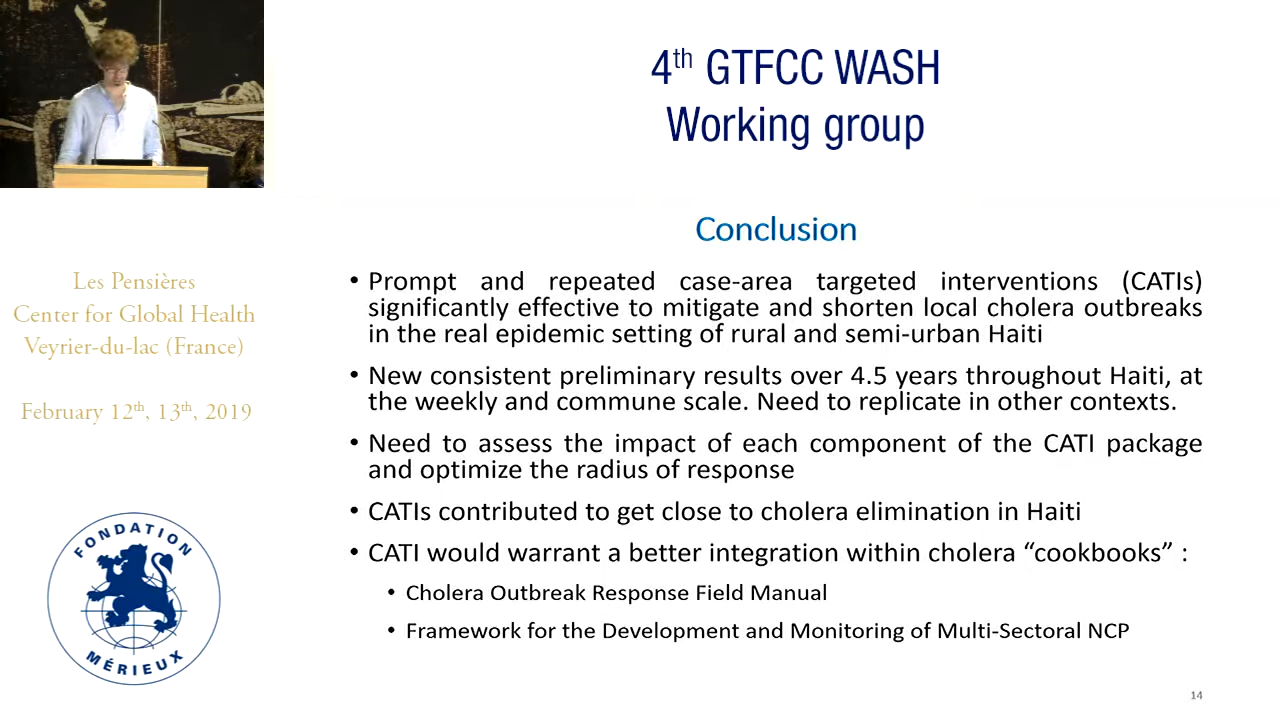 4th GTFCC WASH
Working group
Les Pensières
Center for Global Health
Veyrier-du-lac (France)
February 12th, 13th, 2019
FONDATION
MÉRIEUX
Conclusion
• Prompt and repeated case-area targeted interventions (CATIs)
significantly effective to mitigate and shorten local cholera outbreaks
in the real epidemic setting of rural and semi-urban Haiti
• New consistent preliminary results over 4.5 years throughout Haiti, at
the weekly and commune scale. Need to replicate in other contexts.
• Need to assess the impact of each component of the CATI package
and optimize the radius of response
• CATIs contributed to get close to cholera elimination in Haiti
• CATI would warrant a better integration within cholera “cookbooks” :
• Cholera Outbreak Response Field Manual
• Framework for the Development and Monitoring of Multi-Sectoral NCP
14